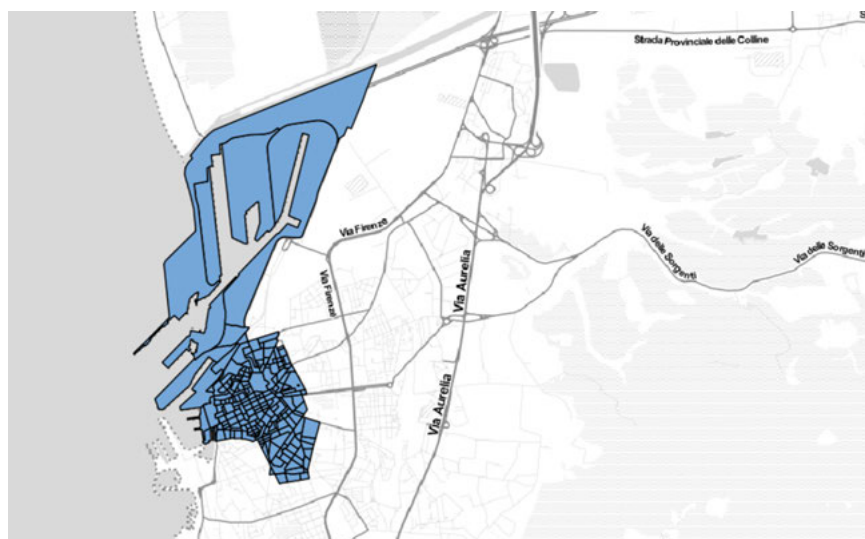 Strada Provinciale delle Colline
Via Firenze
Via delle Sorgenti
Via delle Sorgenti
Via Aurelia
Via Firenze
Via Aurelia